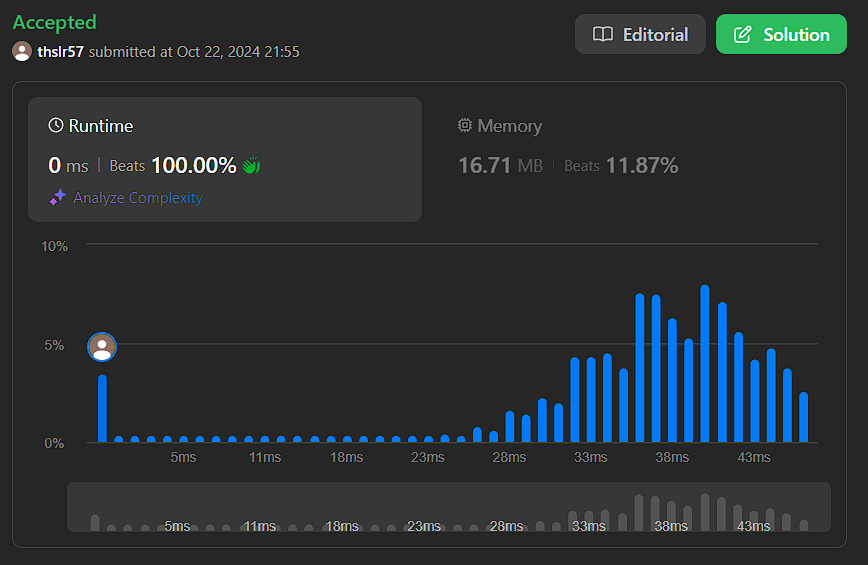 Accepted
thslr57 submitted at Oct 22, 2024 21:55
Editorial
Solution
Runtime
0 ms | Beats 100.00%
Analyze Complexity
Memory
16.71 MB | Beats 11.87%
10%
5%
0%
5ms 11ms 18ms 23ms 28ms 33ms 38ms 43ms
5ms 11ms 18ms 23ms 28ms 33ms 38ms 43ms